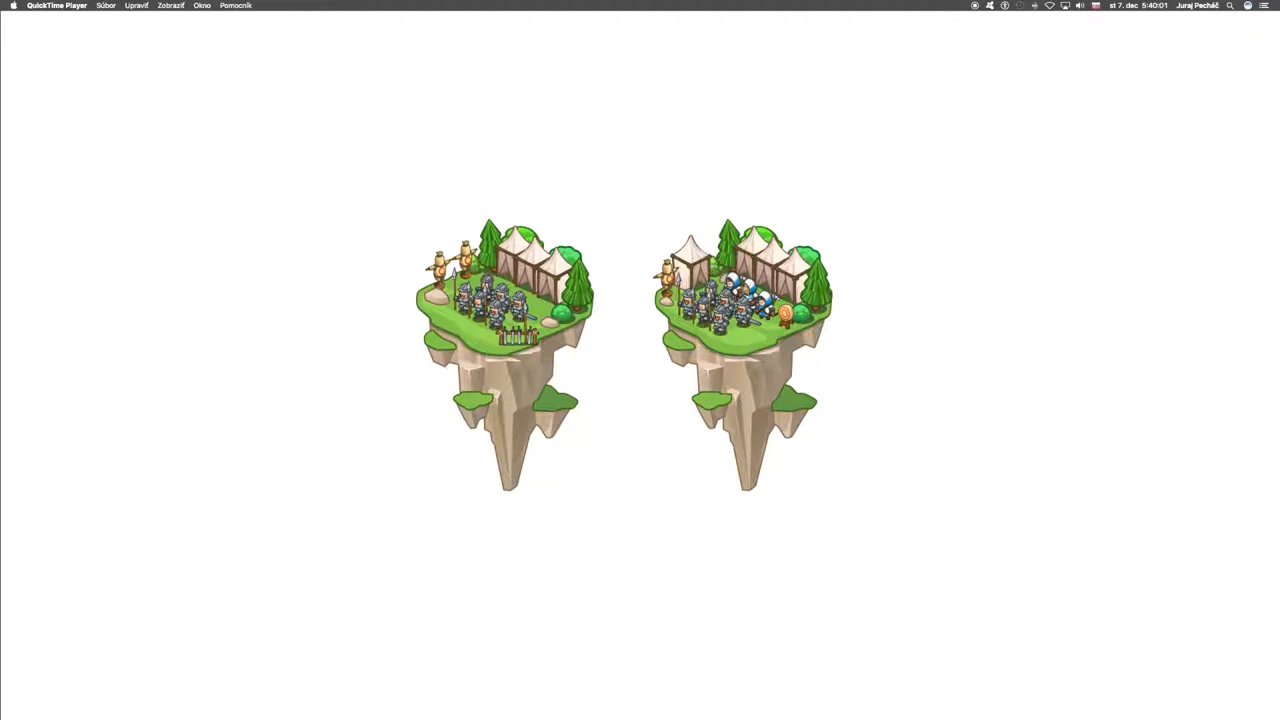 QuickTime Player Súbor Upraviť Zobraziť Okno Pomocník st 7. dec 5:40:01 Juraj Pecháč